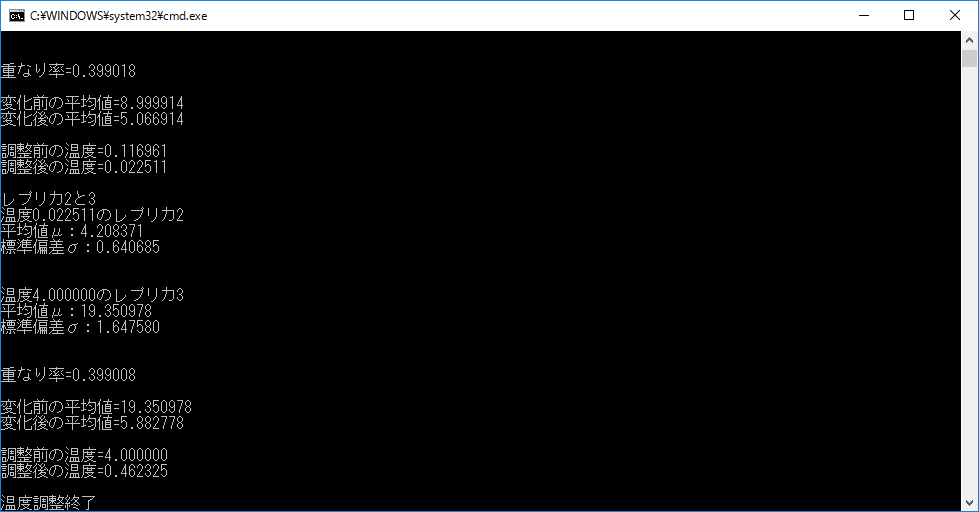 C:¥WINDOWS¥system32¥cmd.exe
重なり率=0.399018
変化前の平均値=8.999914
変化後の平均値=5.066914
調整前の温度=0.116961
調整後の温度=0.022511
レプリカ2と3
温度0.022511のレプリカ2
平均値μ：4.208371
標準偏差σ：0.640685
温度4.000000のレプリカ3
平均値μ：19.350978
標準偏差σ：1.647580
重なり率=0.399008
変化前の平均値=19.350978
変化後の平均値=5.882778
調整前の温度=4.000000
調整後の温度=0.462325
温度調整終了